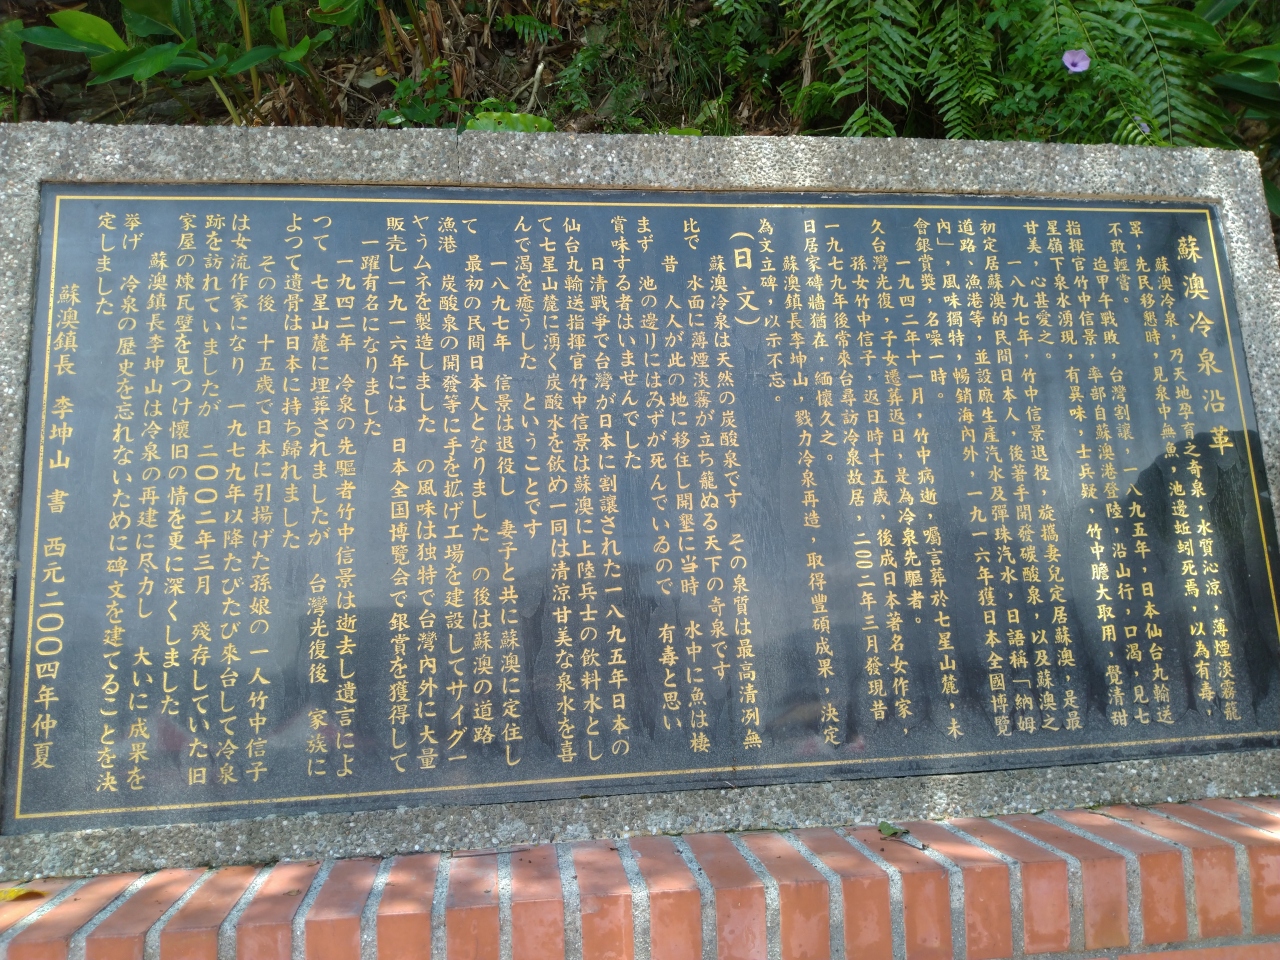 蘇澳冷泉沿革
蘇澳冷泉，乃天地孕育之奇泉，水質沁涼，薄煙淡霧籠
罩，先民移墾時，見泉中無魚，池邊蚯蚓死焉，以為有毒，
不敢輕嘗。
追甲午戰敗，台灣割讓，一八九五年，日本仙台九輸送
指揮官竹中信景，率部自蘇澳港登陸，沿山行，口渴，見七
星嶺下泉水湧現，有異味，士兵疑，竹中膽大取用，覺清甜
甘美，心甚愛之。
一八九七年，竹中信景退役，旋攜妻兒定居蘇澳，是最
初定居蘇澳的民間日本人，後著手開發碳酸泉，以及蘇澳之
道路、漁港等，並設廠生產汽水及彈珠汽水，日語稱「納姆
內」，風味獨特，暢銷海內外，一九一六年獲日本全國博覽
會銀賞獎，名噪一時。
一九四二年十一月，竹中病逝，囑言葬於七星山麓，未
久台灣光復，子女遷葬返日，是為冷泉先驅者。
孫女竹中信子，返日時十五歲，後成日本著名女作家，
一九七九年後常來台尋訪冷泉故居，二００二年三月發現昔
日居家磚牆猶在，緬懷久之。
蘇澳鎮長李坤山，戮力冷泉再造，取得豐碩成果，決定
為文立碑，以示不忘。
（日文）
蘇澳冷泉は天然の炭酸泉です　その泉質は最高清冽無
比で　水面に薄煙淡霧が立ち籠ぬる天下の奇泉です
昔　人人が此の地に移住し開墾に当時　水中に魚は棲
まず　池の邊りにはみずが死んでいるので　有毒と思い
賞味する者はいませんでした
日清戦爭で台灣が日本に割讓された一八九五年日本の
仙台丸輸送指揮官竹中信景は蘇澳に上陸兵士の飲料水とし
て七星山麓に湧く炭酸水を飲め一同は清涼甘美な泉水を喜
んで渴を癒うした　ということです
一八九七年　信景は退役し　妻子と共に蘇澳に定住し
て　最初の民間日本人となりました　の後は蘇澳の道路
漁港　炭酸泉の開發等に手を拡げ工場を建設してサイグー
ヤうムネを製造しました　の風味は独特で台灣內外に大量
販売し一九一六年には　日本全国博覧会で銀賞を獲得して
一躍有名になりました
一九四二年　冷泉の先驅者竹中信景は逝去し遺言によ
つて　七星山麓に埋葬されましたが　台灣光復後　家族に
よつて遺骨は日本に持ち帰れました
その後　十五歲で日本に引揚げた孫娘の一人竹中信子
は女流作家になり　一九七九年以降たびたび來台して冷泉
跡を訪れていましたが　二００二年三月　殘存していた旧
家屋の煉瓦壁を見つけ懷旧の情を更に深くしました
蘇澳鎮長李坤山は冷泉の再建に尽力し　大いに成果を
挙げ　冷泉の歴史を忘れないために碑文を建てることを決
定しました
蘇澳鎮長　李坤山　書　西元二００四年仲夏